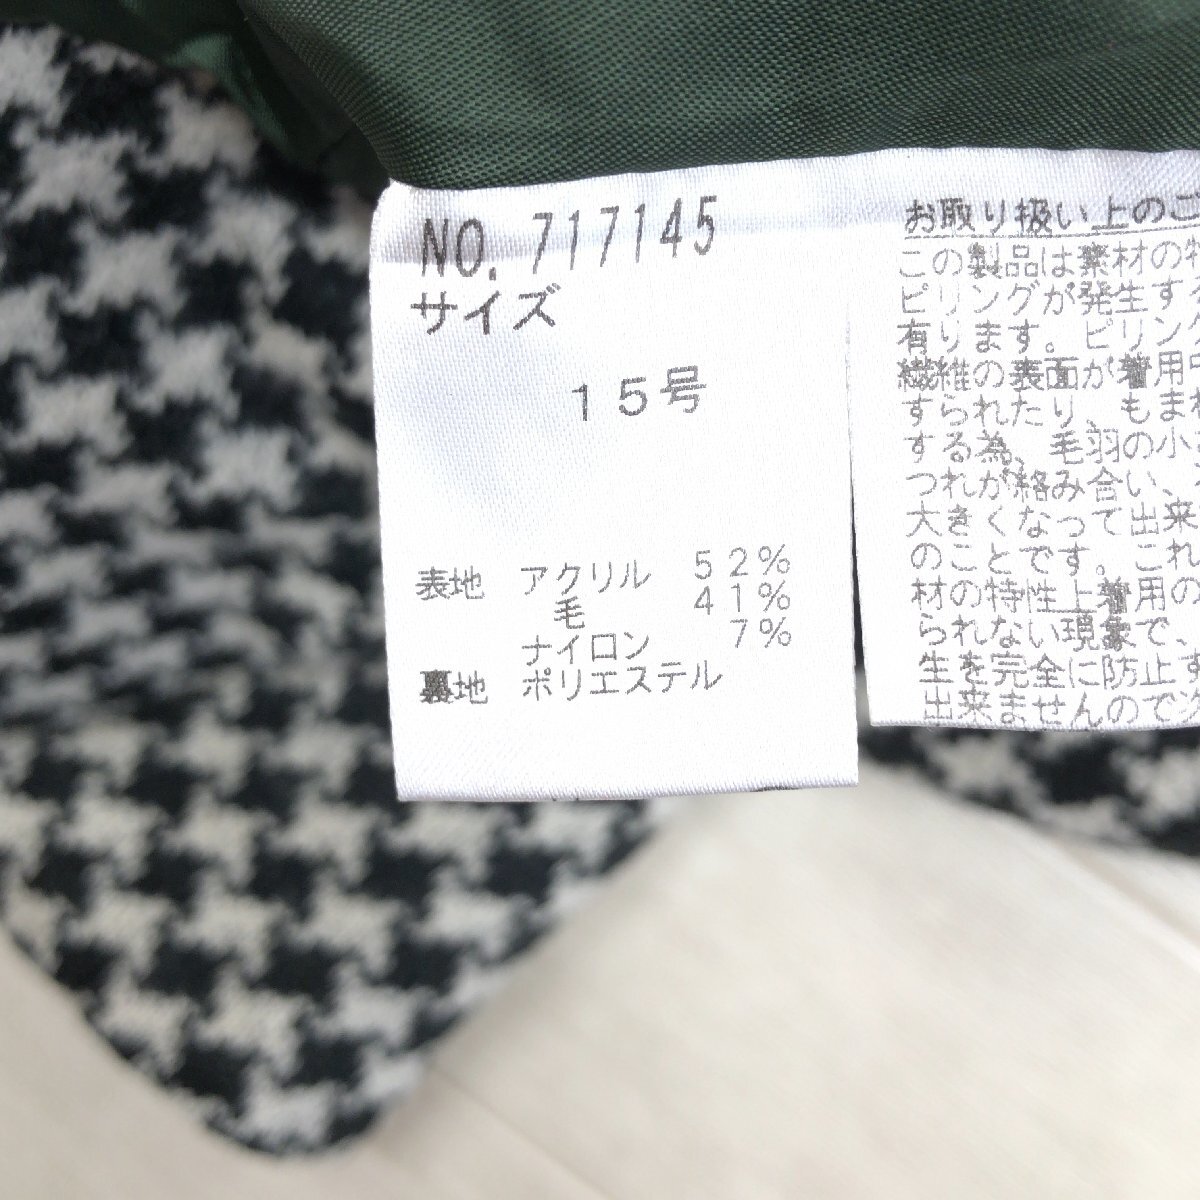 NO. 717145
サイズ
15号
表地 アクリル 52%
毛 41%
ナイロン 7%
裏地 ポリエステル
お取り扱い上のご
この製品は素材の特
ピリングが発生する
有ります。ピリング
繊維の表面が着用中
すられたり、もまれ
する為、毛羽の小さ
つれが絡み合い、
大きくなって出来
のことです。これ
材の特性上着用の
られない現象で、
生を完全に防止す
出来ませんので次